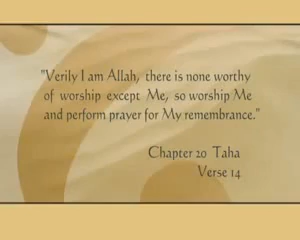 "Verily I am Allah, there is none worthy
of worship except Me, so worship Me
and perform prayer for My remembrance."
Chapter 20 Taha
Verse 14